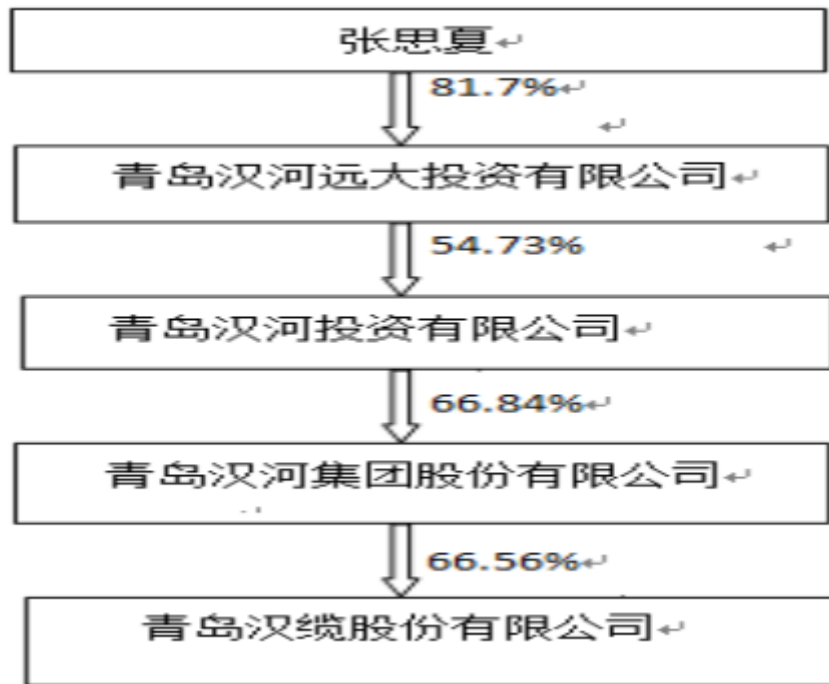 张思夏
81.7%
青岛汉河远大投资有限公司
54.73%
青岛汉河投资有限公司
66.84%
青岛汉河集团股份有限公司
66.56%
青岛汉缆股份有限公司